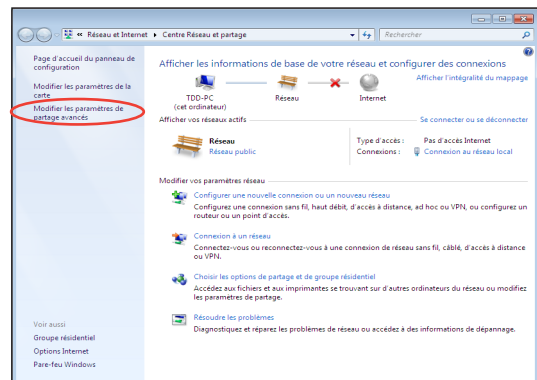 « Réseau et Internet ▸ Centre Réseau et partage
Rechercher
Page d'accueil du panneau de
configuration
Modifier les paramètres de la
carte
Modifier les paramètres de
partage avancés
Voir aussi
Groupe résidentiel
Options Internet
Pare-feu Windows
Afficher les informations de base de votre réseau et configurer des connexions
Afficher l'intégralité du mappage
TDD-PC
(cet ordinateur)
Réseau
Internet
Afficher vos réseaux actifs
Se connecter ou se déconnecter
Réseau
Réseau public
Type d'accès : Pas d'accès Internet
Connexions : Connexion au réseau local
Modifier vos paramètres réseau
Configurer une nouvelle connexion ou un nouveau réseau
Configurez une connexion sans fil, haut débit, d'accès à distance, ad hoc ou VPN, ou configurez un
routeur ou un point d'accès.
Connexion à un réseau
Connectez-vous ou reconnectez-vous à une connexion de réseau sans fil, câblé, d'accès à distance
ou VPN.
Choisir les options de partage et de groupe résidentiel
Accédez aux fichiers et aux imprimantes se trouvant sur d'autres ordinateurs du réseau ou modifiez
les paramètres de partage.
Résoudre les problèmes
Diagnostiquez et réparez les problèmes de réseau ou accédez à des informations de dépannage.